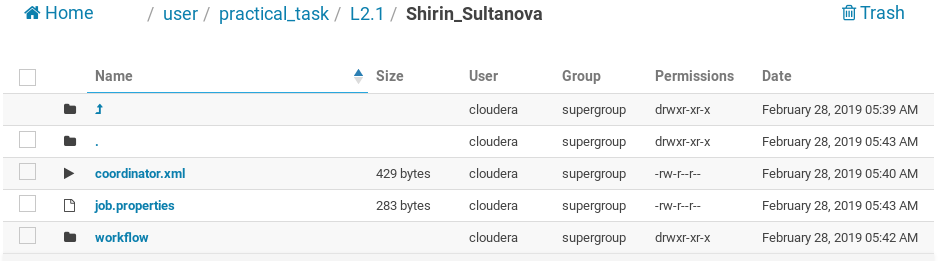 Home / user / practical_task / L2.1 / Shirin_Sultanova Trash
Name Size User Group Permissions Date
cloudera supergroup drwxr-xr-x February 28, 2019 05:39 AM
. cloudera supergroup drwxr-xr-x February 28, 2019 05:43 AM
coordinator.xml 429 bytes cloudera supergroup -rw-r--r-- February 28, 2019 05:40 AM
job.properties 283 bytes cloudera supergroup -rw-r--r-- February 28, 2019 05:43 AM
workflow cloudera supergroup drwxr-xr-x February 28, 2019 05:42 AM